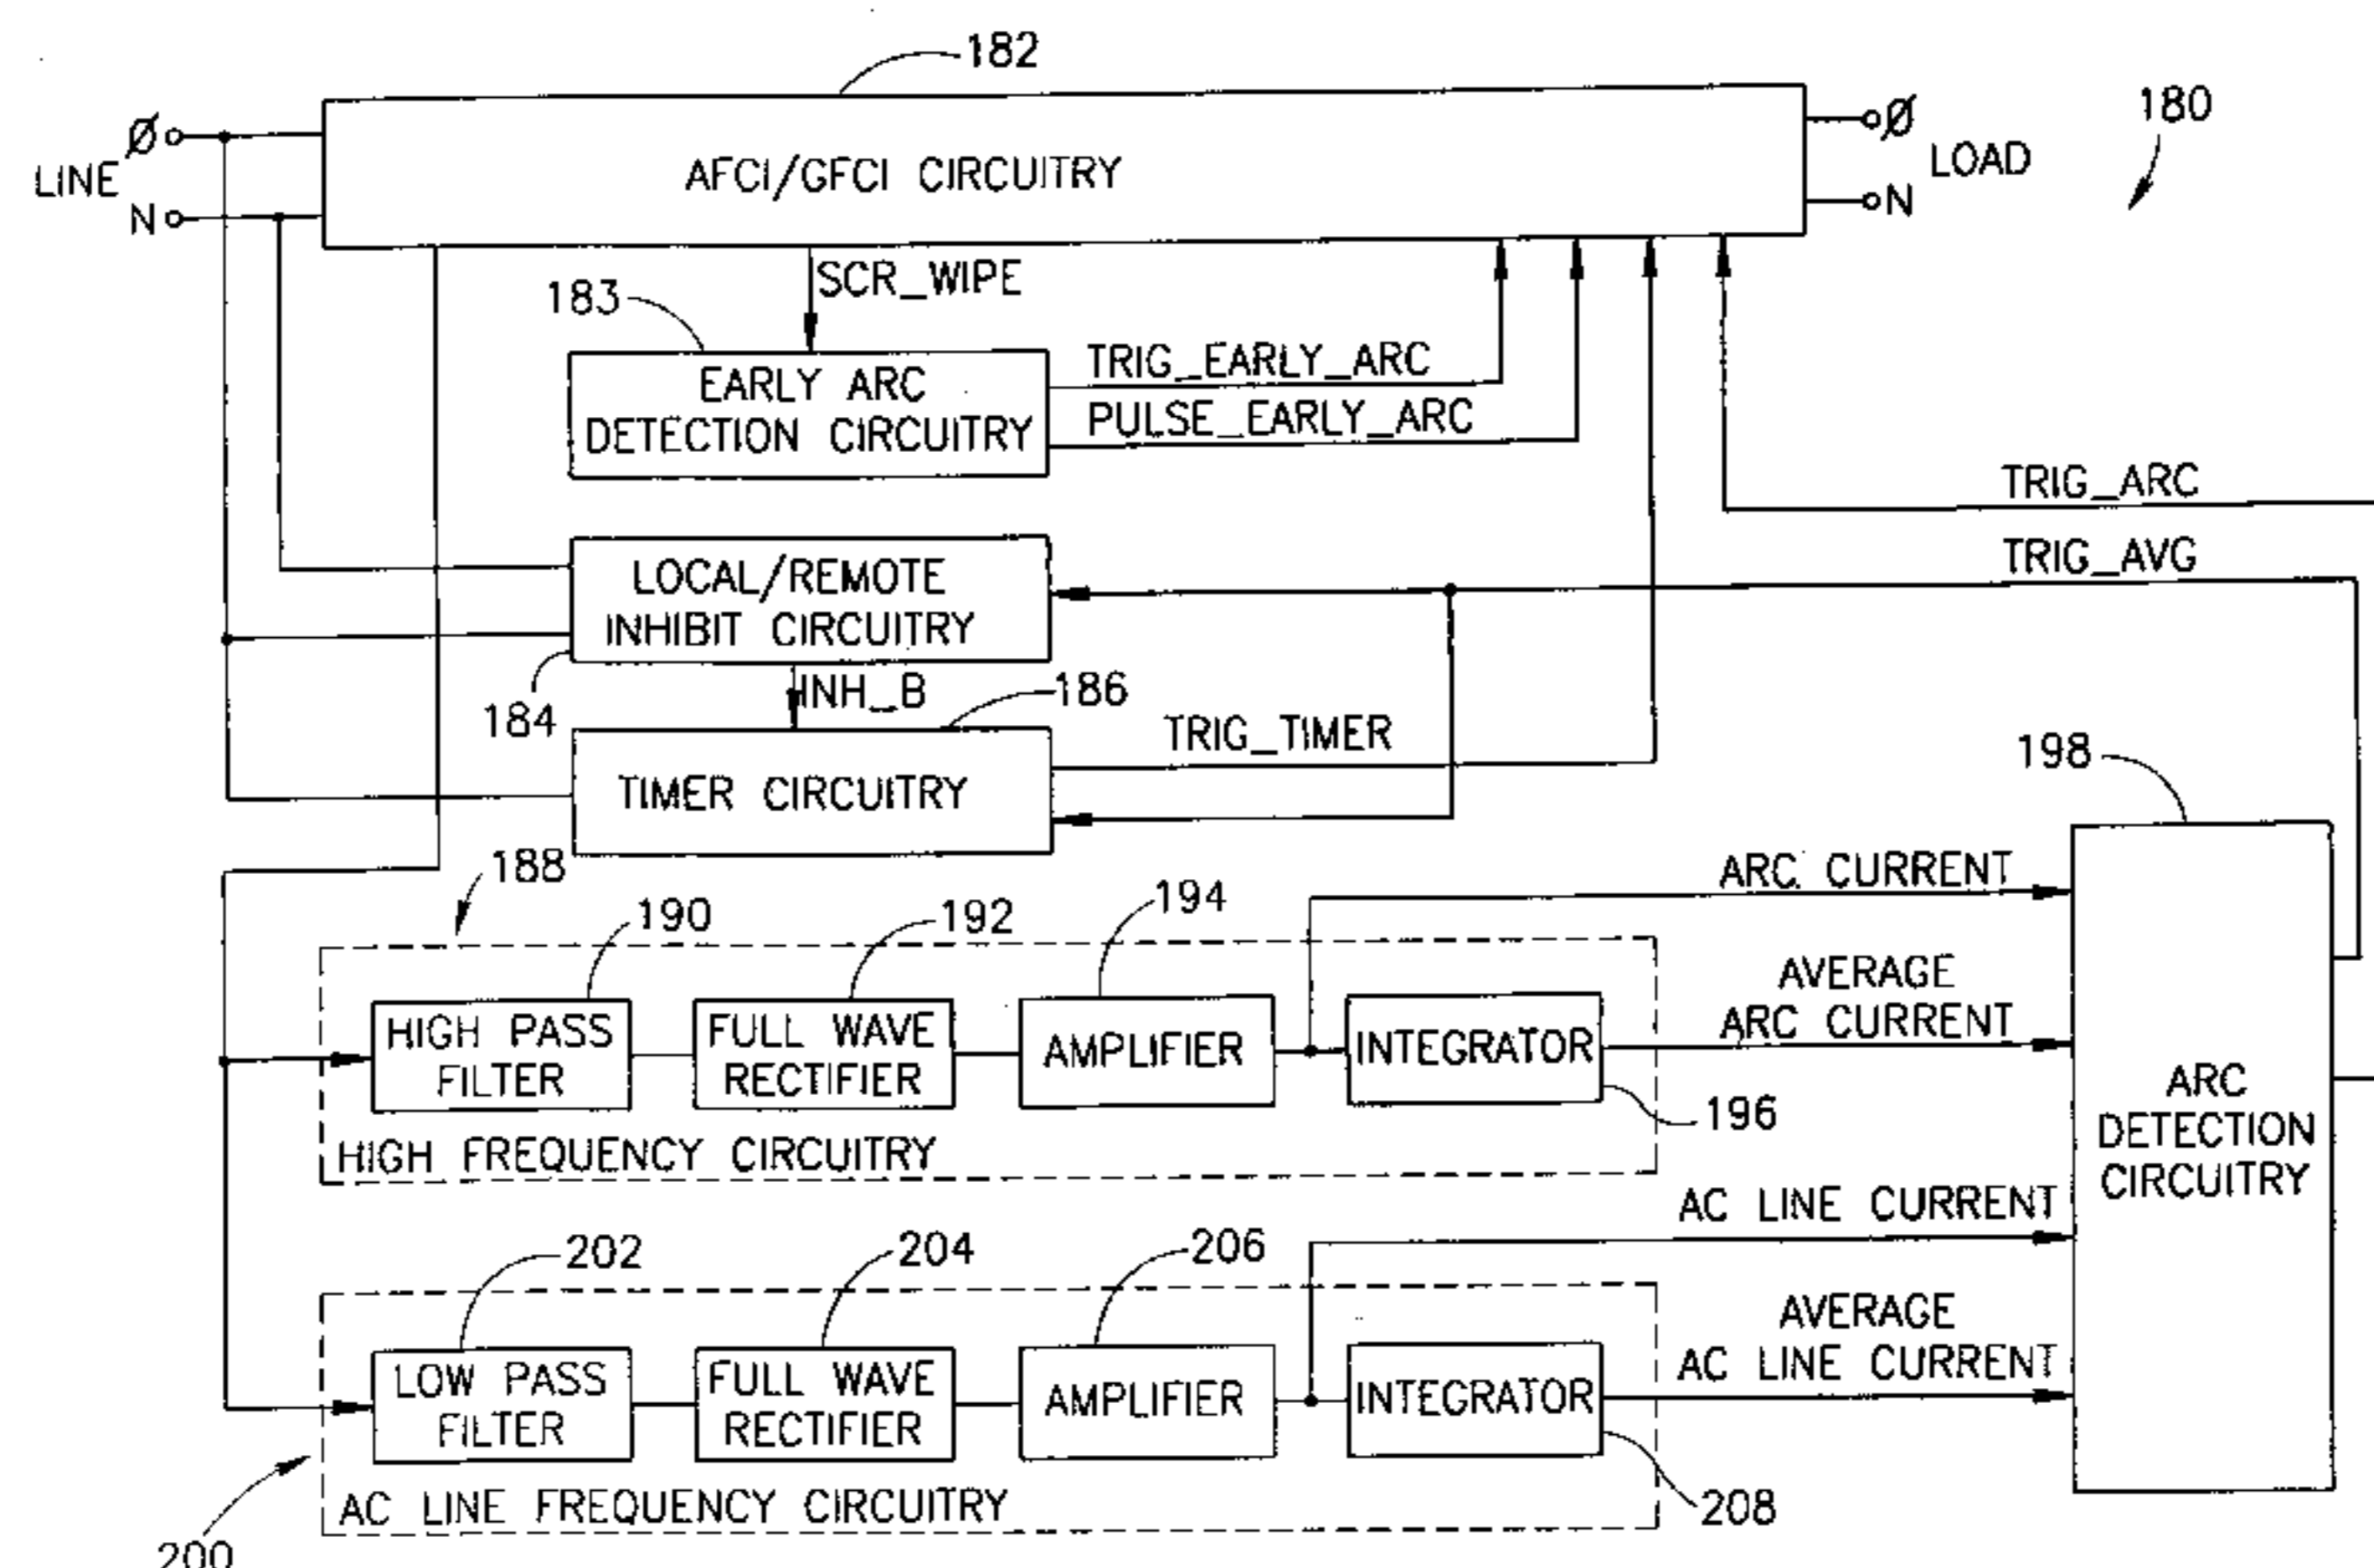 182
Ø
LINE
N
AFCI/GFCI CIRCUITRY
Ø
LOAD
N
180
SCR_WIPE
183
EARLY ARC
DETECTION CIRCUITRY
TRIG_EARLY_ARC
PULSE_EARLY_ARC
TRIG_ARC
TRIG_AVG
LOCAL/REMOTE
INHIBIT CIRCUITRY
184
INH_B
186
TIMER CIRCUITRY
TRIG_TIMER
198
188
190
192
194
ARC CURRENT
AVERAGE
ARC CURRENT
HIGH PASS
FILTER
FULL WAVE
RECTIFIER
AMPLIFIER
INTEGRATOR
196
HIGH FREQUENCY CIRCUITRY
ARC
DETECTION
CIRCUITRY
AC LINE CURRENT
202
204
206
AVERAGE
AC LINE CURRENT
LOW PASS
FILTER
FULL WAVE
RECTIFIER
AMPLIFIER
INTEGRATOR
208
AC LINE FREQUENCY CIRCUITRY
200